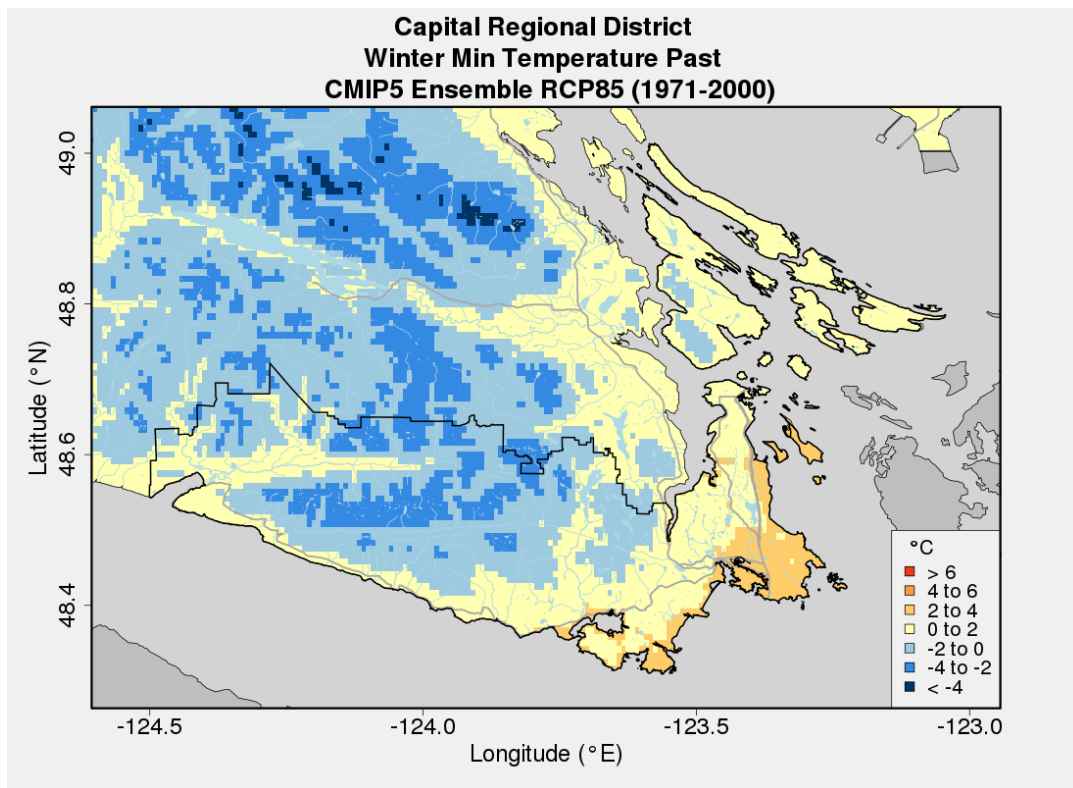 Capital Regional District
Winter Min Temperature Past
CMIP5 Ensemble RCP85 (1971-2000)
49.0
48.8
48.6
48.4
Latitude (°N)
°C
> 6
4 to 6
2 to 4
0 to 2
-2 to 0
-4 to -2
< -4
-124.5
-124.0
-123.5
-123.0
Longitude (°E)